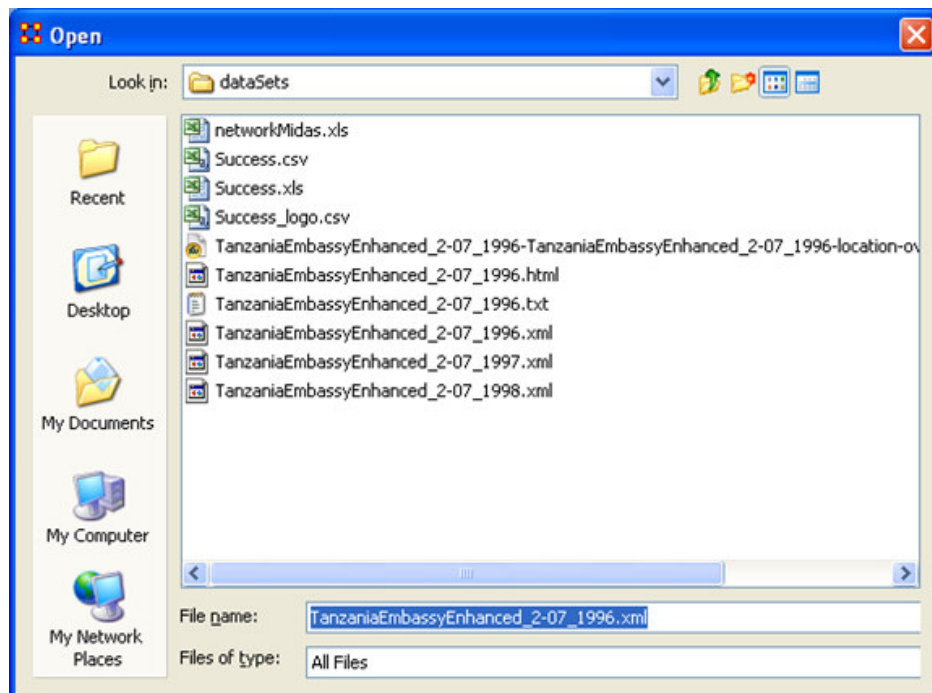 Open
Look in: dataSets
networkMidas.xls
Success.csv
Success.xls
Success_logo.csv
TanzaniaEmbassyEnhanced_2-07_1996-TanzaniaEmbassyEnhanced_2-07_1996-location-ov
TanzaniaEmbassyEnhanced_2-07_1996.html
TanzaniaEmbassyEnhanced_2-07_1996.txt
TanzaniaEmbassyEnhanced_2-07_1996.xml
TanzaniaEmbassyEnhanced_2-07_1997.xml
TanzaniaEmbassyEnhanced_2-07_1998.xml
Recent
Desktop
My Documents
My Computer
My Network
Places
File name: TanzaniaEmbassyEnhanced_2-07_1996.xml
Files of type: All Files